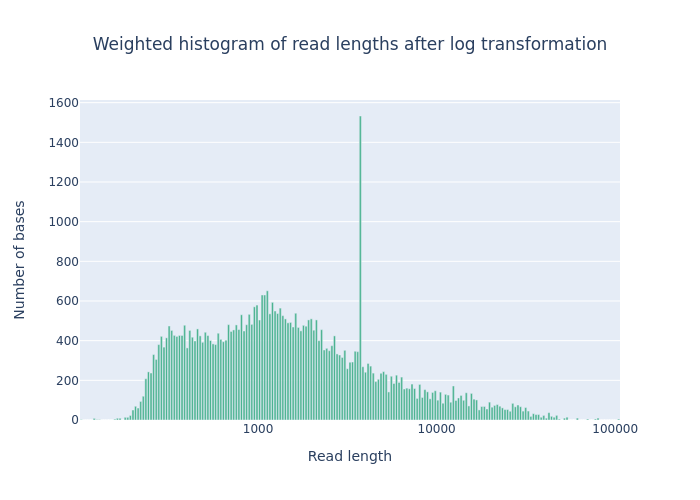 Weighted histogram of read lengths after log transformation
1600
1400
1200
1000
800
600
400
200
0
Number of bases
1000 10000 100000
Read length